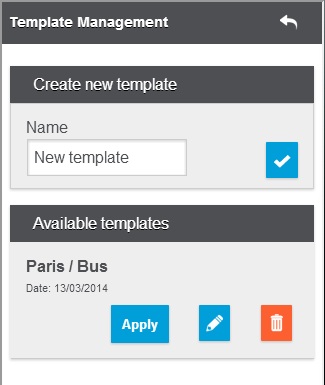 Template Management
Create new template
Name
New template
Available templates
Paris / Bus
Date: 13/03/2014
Apply